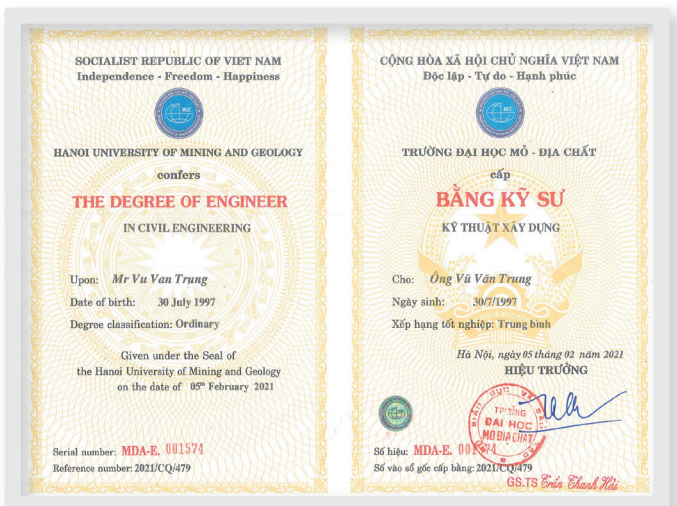 SOCIALIST REPUBLIC OF VIET NAM
Independence - Freedom - Happiness
HANOI UNIVERSITY OF MINING AND GEOLOGY
confers
THE DEGREE OF ENGINEER
IN CIVIL ENGINEERING
Upon: Mr Vu Van Trung
Date of birth: 30 July 1997
Degree classification: Ordinary
Given under the Seal of
the Hanoi University of Mining and Geology
on the date of 05th February 2021
Serial number: MDA-E. 001574
Reference number: 2021/CQ/479
CỘNG HÒA XÃ HỘI CHỦ NGHĨA VIỆT NAM
Độc lập - Tự do - Hạnh phúc
TRƯỜNG ĐẠI HỌC MỎ - ĐỊA CHẤT
cấp
BẰNG KỸ SƯ
KỸ THUẬT XÂY DỰNG
Cho: Ông Vũ Văn Trung
Ngày sinh: 30/7/1997
Xếp hạng tốt nghiệp: Trung bình
Hà Nội, ngày 05 tháng 02 năm 2021
HIỆU TRƯỞNG
TRƯỜNG
ĐẠI HỌC
MỎ ĐỊA CHẤT
Số hiệu: MDA-E.
Số vào sổ gốc cấp bằng: 2021/CQ/479
GS.TS Trần Thanh Hải